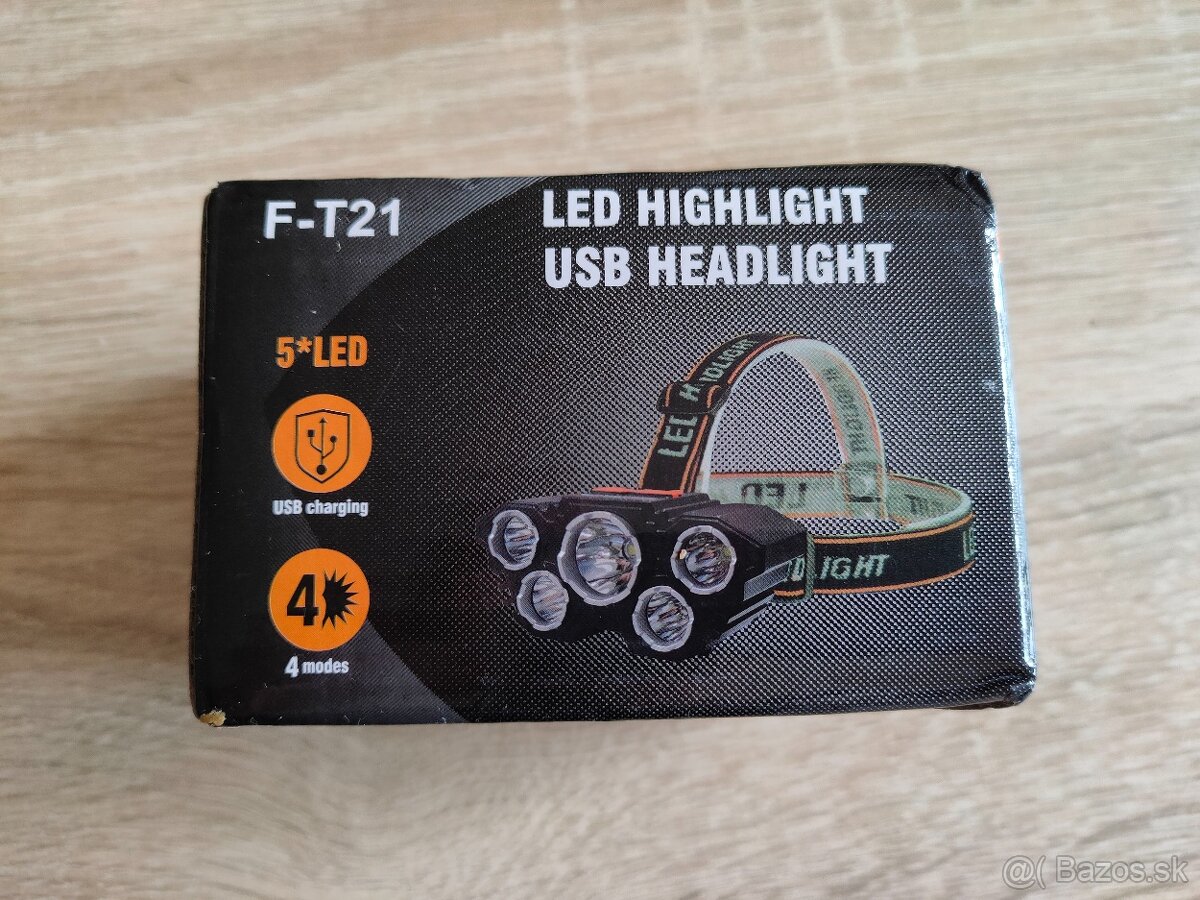 F-T21
LED HIGHLIGHT
USB HEADLIGHT
5*LED
USB charging
4
4 modes
LED HEADLIGHT
LED
LIGHT
@( Bazos.sk